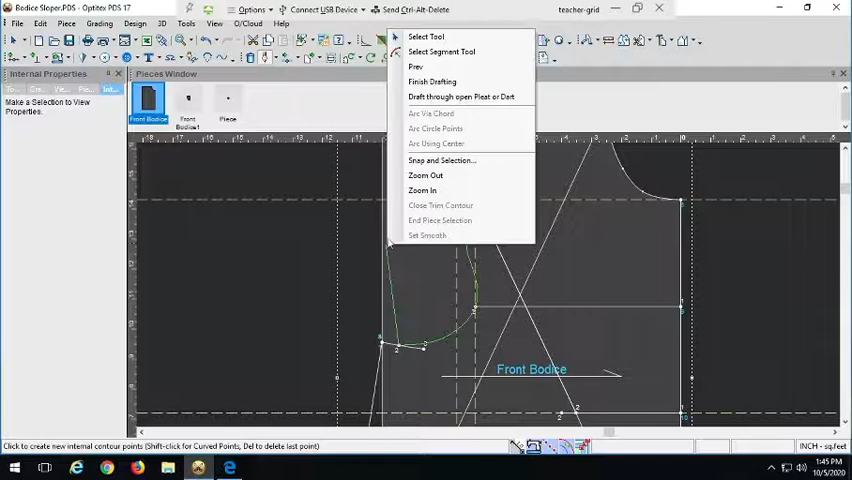 Bodice Sloper.PDS - Optitex PDS 17
Options
Connect USB Device
Send Ctrl-Alt-Delete
teacher-grid
File Edit Piece Grading Design 3D Tools View O/Cloud Help
Internal Properties
Make a Selection to View
Properties.
Pieces Window
Front Bodice
Front
Bodice1
Piece
Select Tool
Select Segment Tool
Prev
Finish Drafting
Draft through open Pleat or Dart
Arc Via Chord
Arc Circle Points
Arc Using Center
Snap and Selection...
Zoom Out
Zoom In
Close Trim Contour
End Piece Selection
Set Smooth
Front Bodice
Click to create new internal contour points (Shift-click for Curved Points, Del to delete last point)
INCH - sq.feet
1:45 PM
10/5/2020